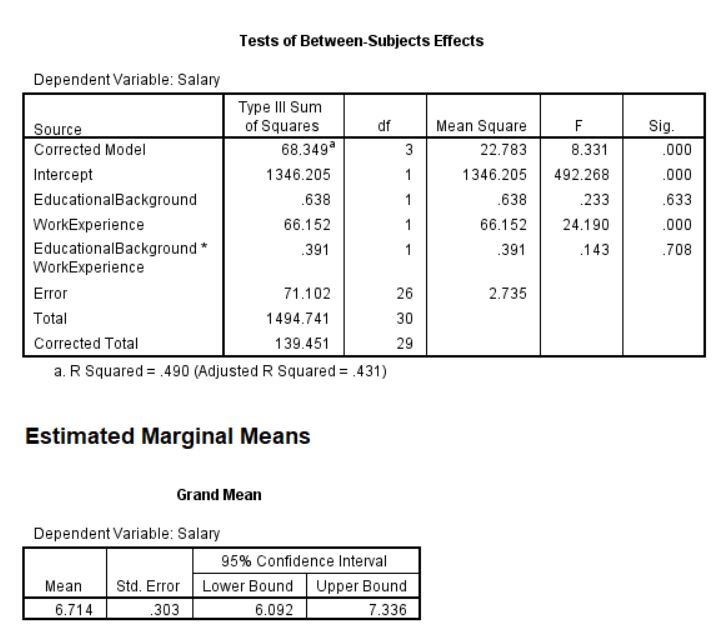 Tests of Between-Subjects Effects
Dependent Variable: Salary
Source Type III Sum of Squares df Mean Square F Sig.
Corrected Model 68.349a 3 22.783 8.331 .000
Intercept 1346.205 1 1346.205 492.268 .000
EducationalBackground .638 1 .638 .233 .633
WorkExperience 66.152 1 66.152 24.190 .000
EducationalBackground * WorkExperience .391 1 .391 .143 .708
Error 71.102 26 2.735
Total 1494.741 30
Corrected Total 139.451 29
a. R Squared = .490 (Adjusted R Squared = .431)
Estimated Marginal Means
Grand Mean
Dependent Variable: Salary
95% Confidence Interval
Mean Std. Error Lower Bound Upper Bound
6.714 .303 6.092 7.336